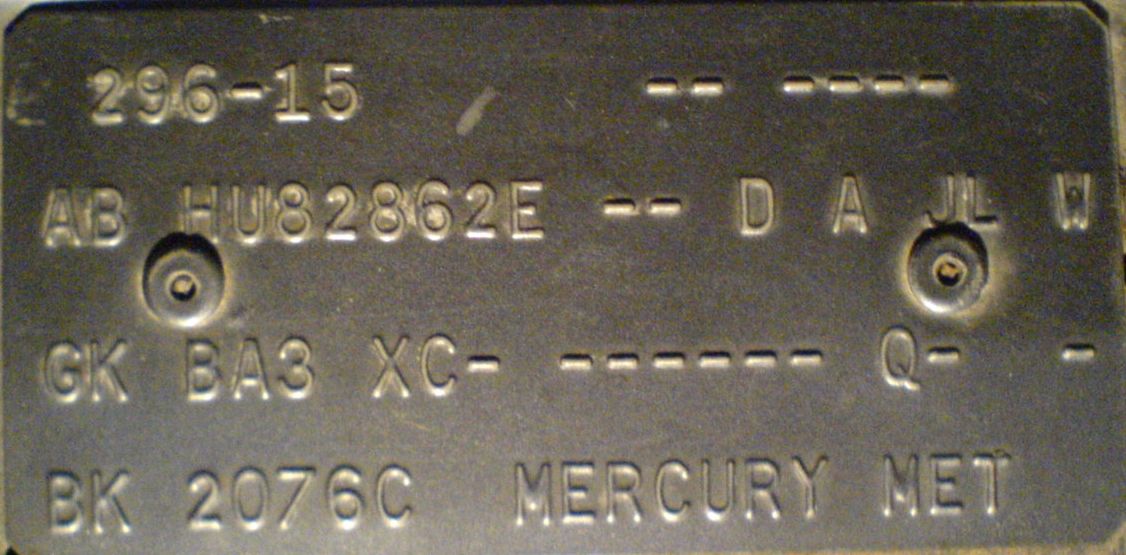 296-15 -- ----
AB HU82862E -- D A JL W
GK BA3 XC- ------ Q- -
BK 2076C MERCURY MET